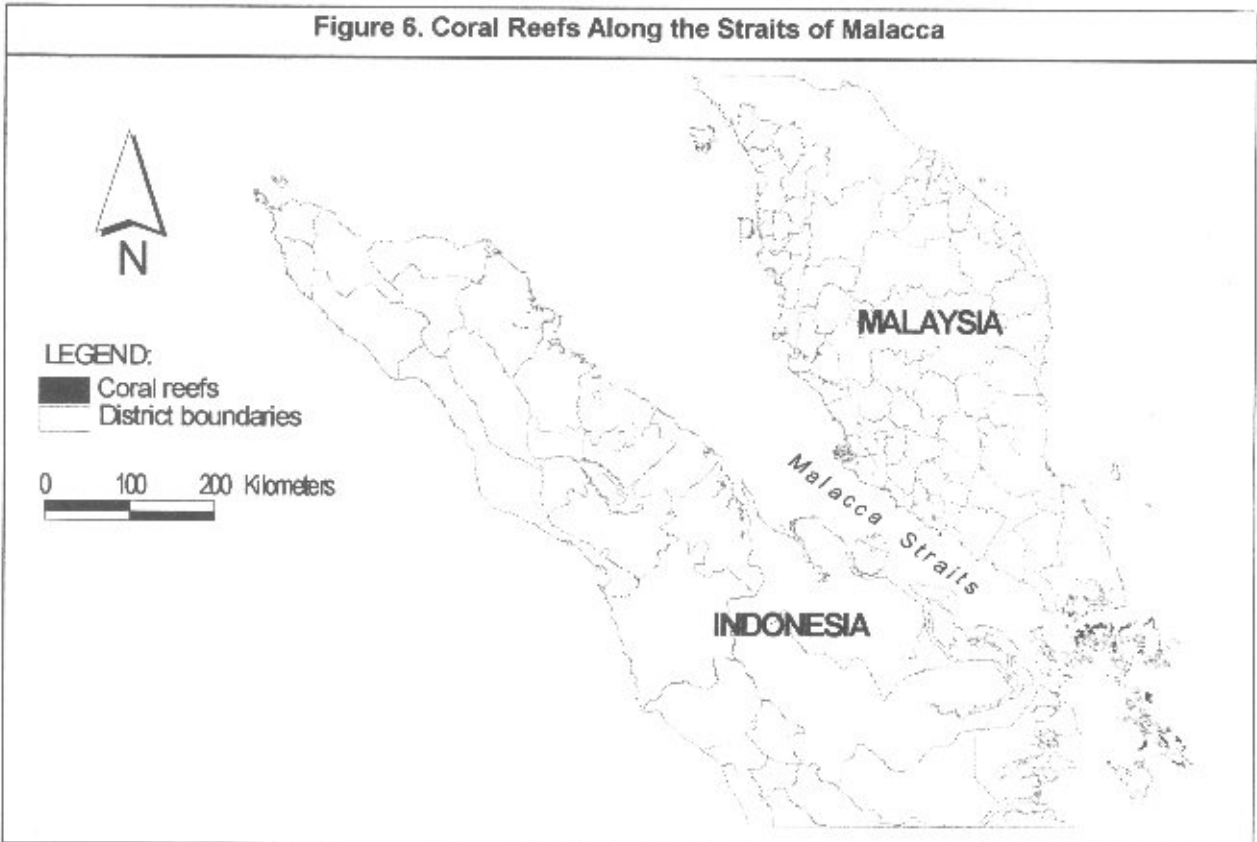 Figure 6. Coral Reefs Along the Straits of Malacca
N
MALAYSIA
LEGEND:
Coral reefs
District boundaries
0 100 200 Kilometers
Malacca Straits
INDONESIA